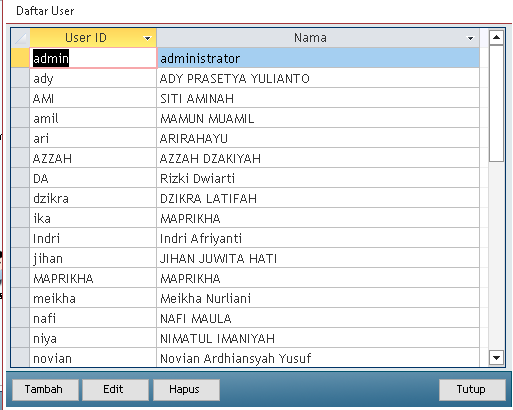 Daftar User
User ID Nama
admin administrator
ady ADY PRASETYA YULIANTO
AMI SITI AMINAH
amil MAMUN MUAMIL
ari ARIRAHAYU
AZZAH AZZAH DZAKIYAH
DA Rizki Dwiarti
dzikra DZIKRA LATIFAH
ika MAPRIKHA
Indri Indri Afriyanti
jihan JIHAN JUWITA HATI
MAPRIKHA MAPRIKHA
meikha Meikha Nurliani
nafi NAFI MAULA
niya NIMATUL IMANIYAH
novian Novian Ardhiansyah Yusuf
Tambah Edit Hapus Tutup